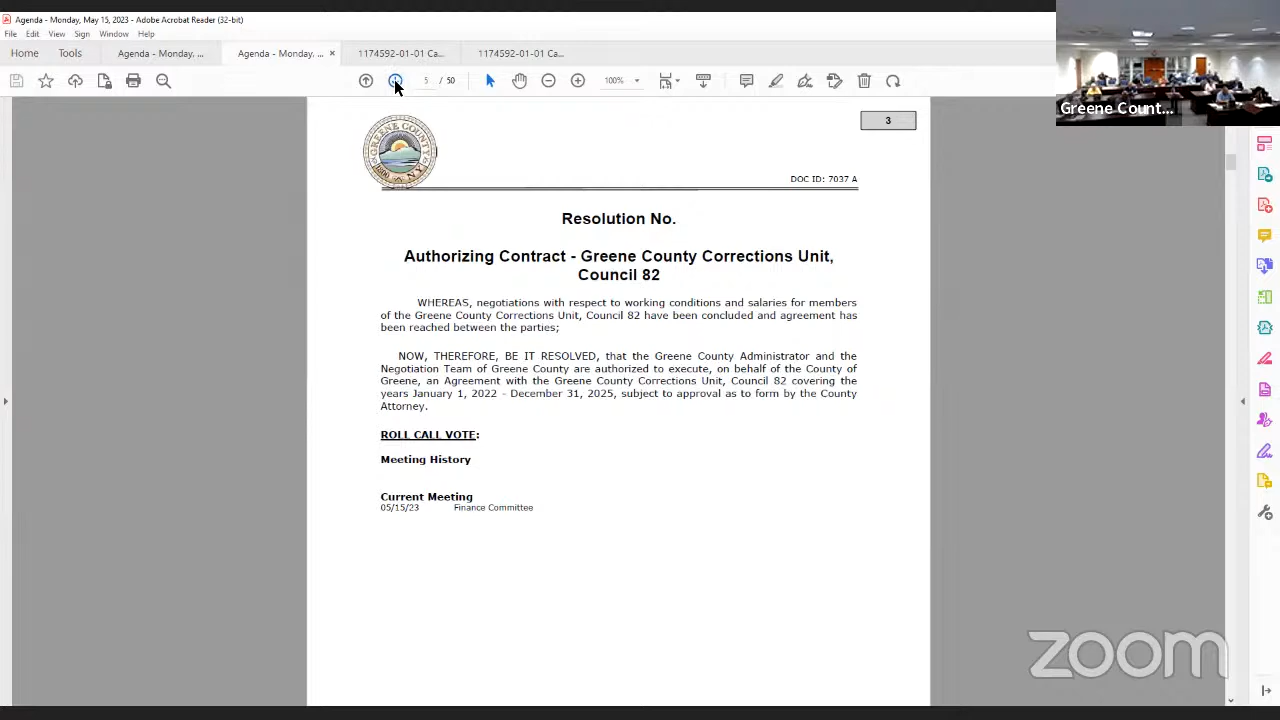 Agenda - Monday, May 15, 2023 - Adobe Acrobat Reader (32-bit)
File Edit View Sign Window Help
Home Tools Agenda - Monday, ... Agenda - Monday, ... × 1174592-01-01 Ca... 1174592-01-01 Ca...
5 / 50 100%
Greene Count...
3
GREENE COUNTY
1800 N.Y.
DOC ID: 7037 A
Resolution No.
Authorizing Contract - Greene County Corrections Unit,
Council 82
WHEREAS, negotiations with respect to working conditions and salaries for members
of the Greene County Corrections Unit, Council 82 have been concluded and agreement has
been reached between the parties;
NOW, THEREFORE, BE IT RESOLVED, that the Greene County Administrator and the
Negotiation Team of Greene County are authorized to execute, on behalf of the County of
Greene, an Agreement with the Greene County Corrections Unit, Council 82 covering the
years January 1, 2022 - December 31, 2025, subject to approval as to form by the County
Attorney.
ROLL CALL VOTE:
Meeting History
Current Meeting
05/15/23 Finance Committee
zoom